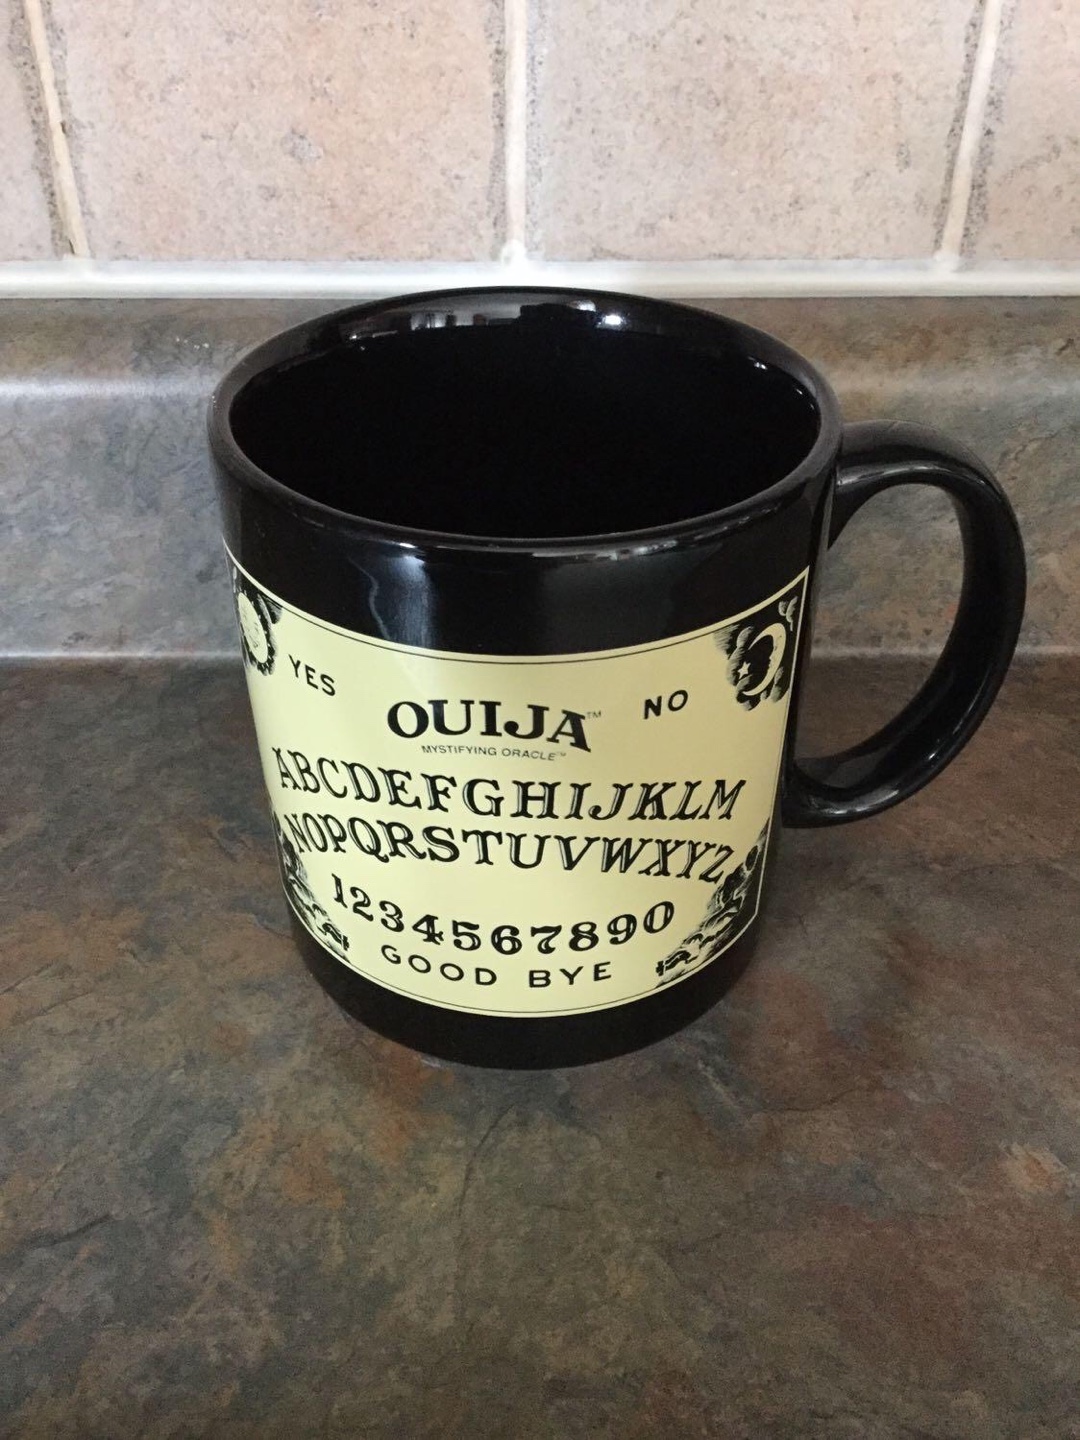 YES
NO
OUIJA™
MYSTIFYING ORACLE™
ABCDEFGHIJKLM
NOPQRSTUVWXYZ
1234567890
GOOD BYE